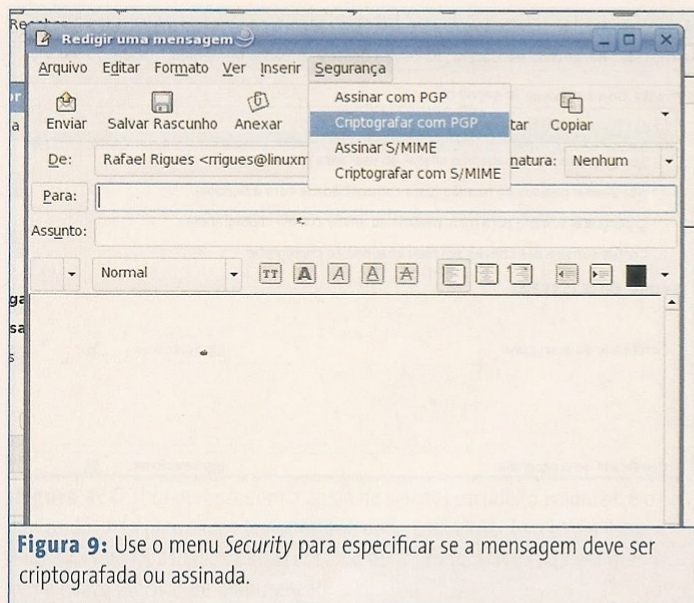 Redigir uma mensagem
Arquivo Editar Formato Ver Inserir Segurança
Assinar com PGP
Criptografar com PGP
Assinar S/MIME
Criptografar com S/MIME
Enviar Salvar Rascunho Anexar tar Copiar
De: Rafael Rigues <rrigues@linuxm natura: Nenhum
Para:
Assunto:
Normal
Figura 9: Use o menu Security para especificar se a mensagem deve ser
criptografada ou assinada.